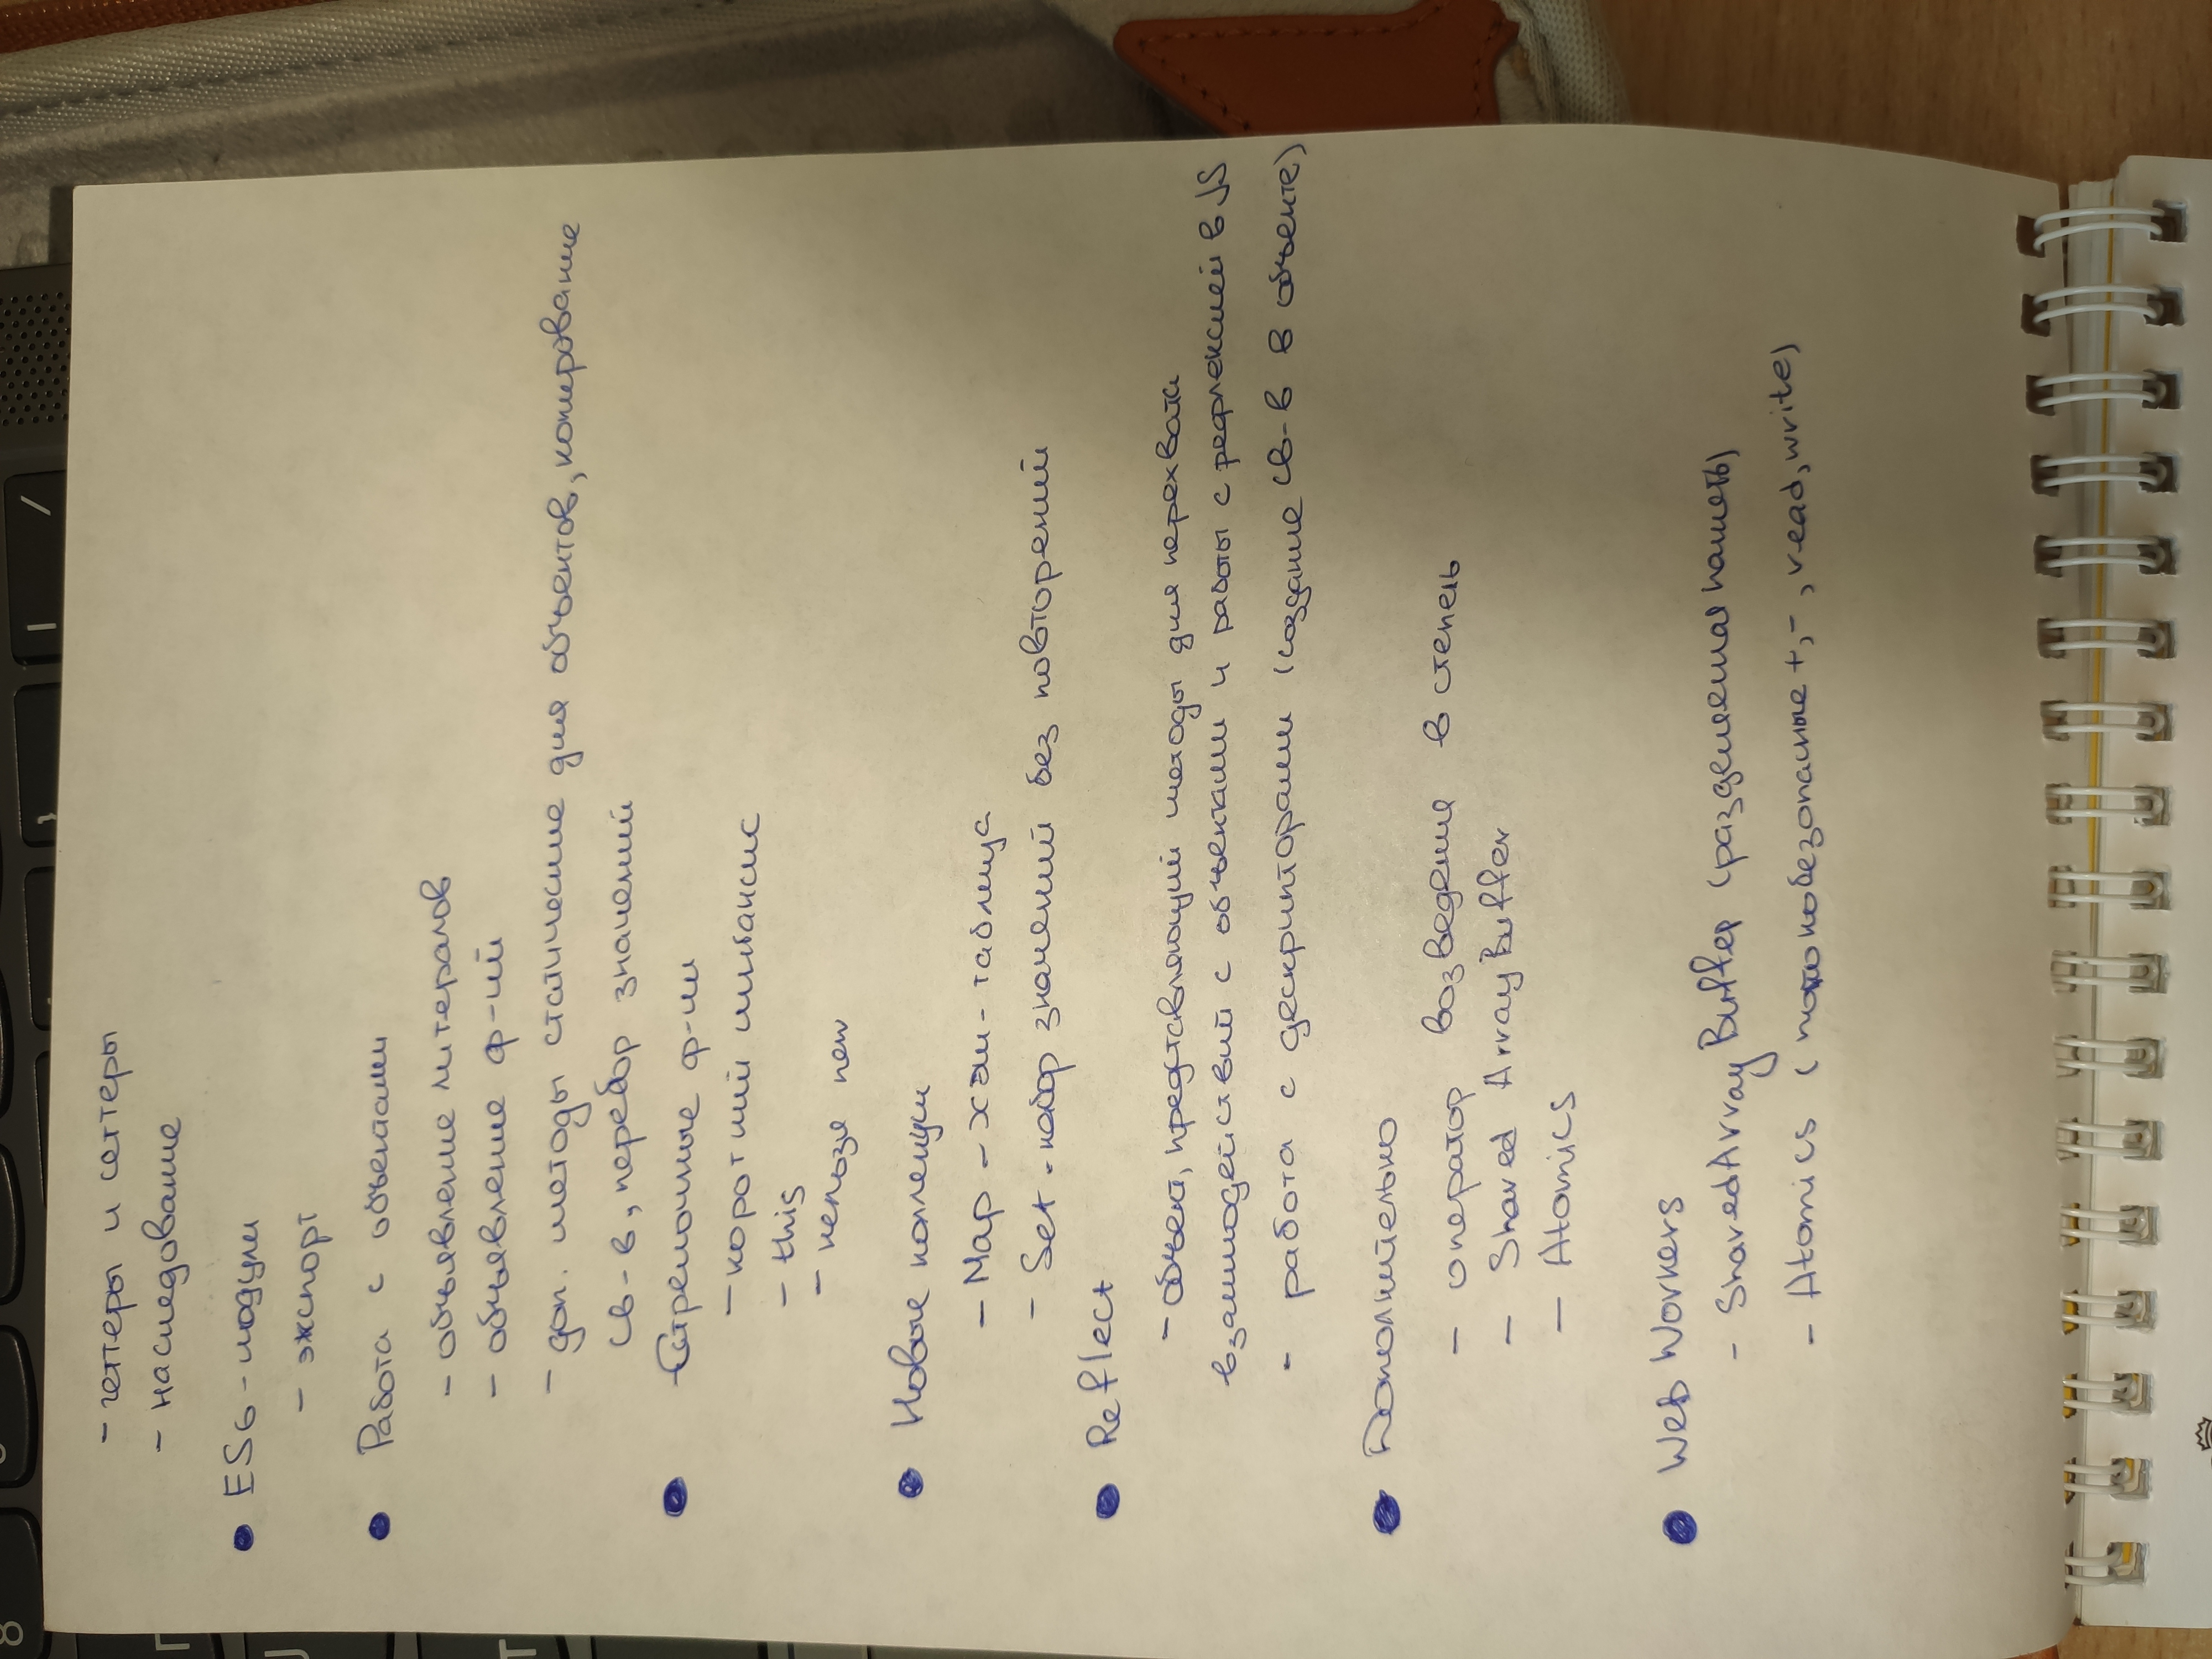 - геттеры и сеттеры
- наследование
• ES6 - модули
- экспорт
• Работа с объектами
- объявление литералов
- объявление ф-ий
- доп. методы статические для объектов, копирование
св-в, перебор значений
• Стрелочные ф-ии
- короткий
- this
- нельзя new
• Новые коллекции
- Map - хэш-таблица
- Set - набор значений без повторений
• Reflect
- объект, представляющий методы для перехвата
взаимодействий с объектами и работы с рефлексией в JS
- работа с дескрипторами (создание св-в в объекте)
• Дополнительно
- оператор возведения в степень
- Shared ArrayBuffer
- Atomics
• Web Workers
- SharedArrayBuffer (разделяемая память)
- Atomics (потокобезопасные +, -, read, write)